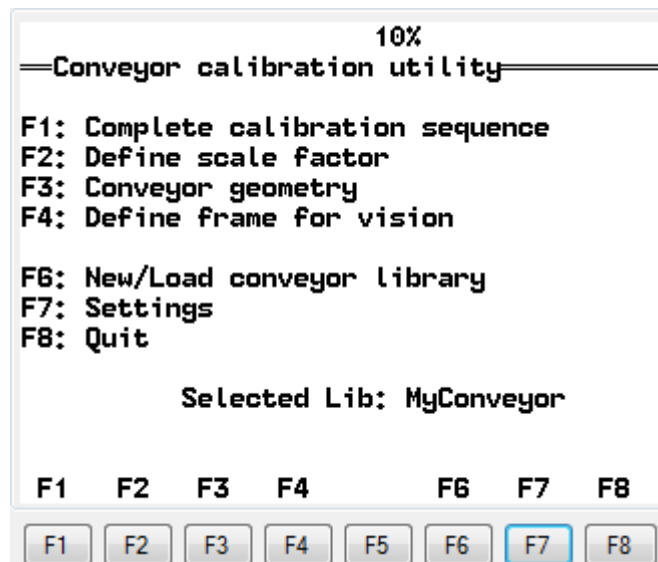 10%
Conveyor calibration utility
F1: Complete calibration sequence
F2: Define scale factor
F3: Conveyor geometry
F4: Define frame for vision
F6: New/Load conveyor library
F7: Settings
F8: Quit
Selected Lib: MyConveyor
F1 F2 F3 F4 F6 F7 F8
F1 F2 F3 F4 F5 F6 F7 F8